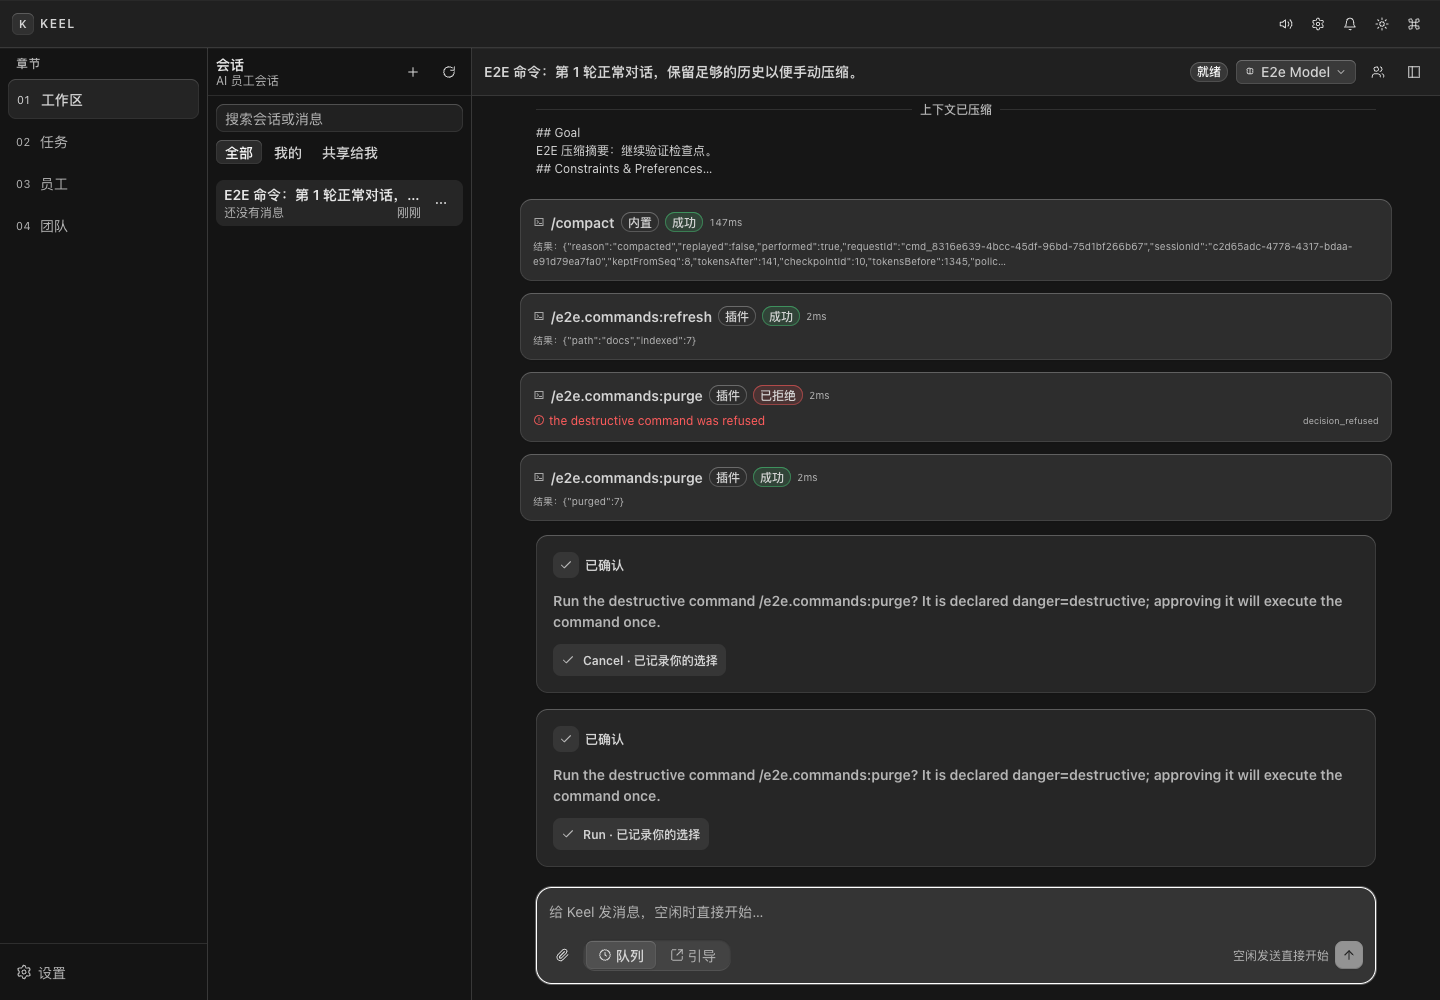 K KEEL
章节
01 工作区
02 任务
03 员工
04 团队
设置
会话
AI 员工会话
搜索会话或消息
全部 我的 共享给我
E2E 命令：第 1 轮正常对话，...
还没有消息 刚刚
E2E 命令：第 1 轮正常对话，保留足够的历史以便手动压缩。
就绪 E2e Model
上下文已压缩
## Goal
E2E 压缩摘要：继续验证检查点。
## Constraints & Preferences...
/compact 内置 成功 147ms
结果：{"reason":"compacted","replayed":false,"performed":true,"requestId":"cmd_8316e639-4bcc-45df-96bd-75d1bf266b67","sessionId":"c2d65adc-4778-4317-bdaa-
e91d79ea7fa0","keptFromSeq":8,"tokensAfter":141,"checkpointId":10,"tokensBefore":1345,"polic...
/e2e.commands:refresh 插件 成功 2ms
结果：{"path":"docs","indexed":7}
/e2e.commands:purge 插件 已拒绝 2ms
the destructive command was refused decision_refused
/e2e.commands:purge 插件 成功 2ms
结果：{"purged":7}
已确认
Run the destructive command /e2e.commands:purge? It is declared danger=destructive; approving it will execute the
command once.
Cancel · 已记录你的选择
已确认
Run the destructive command /e2e.commands:purge? It is declared danger=destructive; approving it will execute the
command once.
Run · 已记录你的选择
给 Keel 发消息，空闲时直接开始...
队列 引导 空闲发送直接开始